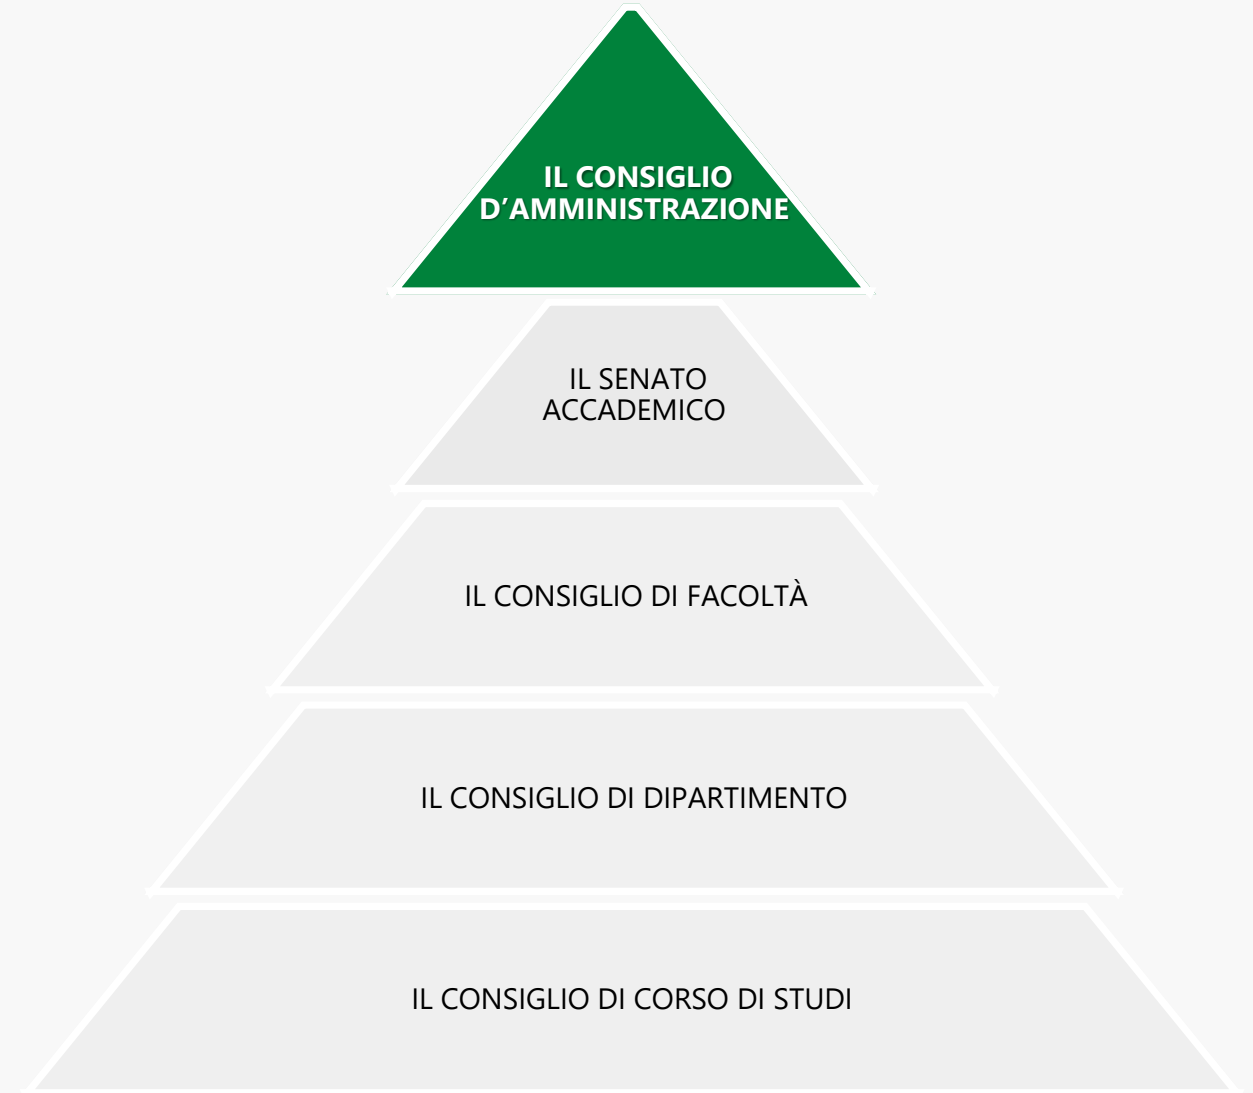 IL CONSIGLIO
D’AMMINISTRAZIONE
IL SENATO
ACCADEMICO
IL CONSIGLIO DI FACOLTÀ
IL CONSIGLIO DI DIPARTIMENTO
IL CONSIGLIO DI CORSO DI STUDI